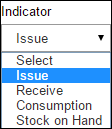 Indicator
Issue
Select
Issue
Receive
Consumption
Stock on Hand